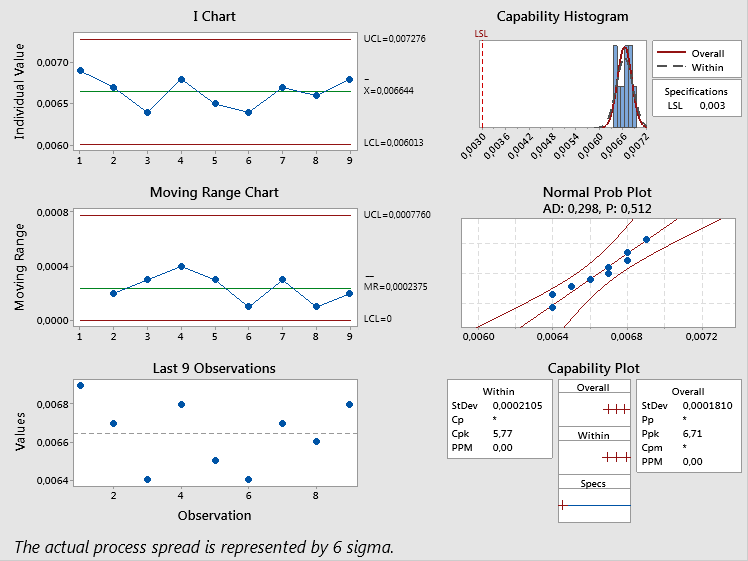 I Chart
Individual Value
0,0070
0,0065
0,0060
UCL=0,007276
_
X=0,006644
LCL=0,006013
1 2 3 4 5 6 7 8 9
Moving Range Chart
Moving Range
0,0008
0,0004
0,0000
UCL=0,0007760
__
MR=0,0002375
LCL=0
1 2 3 4 5 6 7 8 9
Last 9 Observations
Values
0,0068
0,0066
0,0064
2 4 6 8
Observation
Capability Histogram
LSL
Overall
Within
Specifications
LSL 0,003
0,0030 0,0036 0,0042 0,0048 0,0054 0,0060 0,0066 0,0072
Normal Prob Plot
AD: 0,298, P: 0,512
0,0060 0,0064 0,0068 0,0072
Capability Plot
Within
StDev 0,0002105
Cp *
Cpk 5,77
PPM 0,00
Overall
Within
Specs
Overall
StDev 0,0001810
Pp *
Ppk 6,71
Cpm *
PPM 0,00
The actual process spread is represented by 6 sigma.